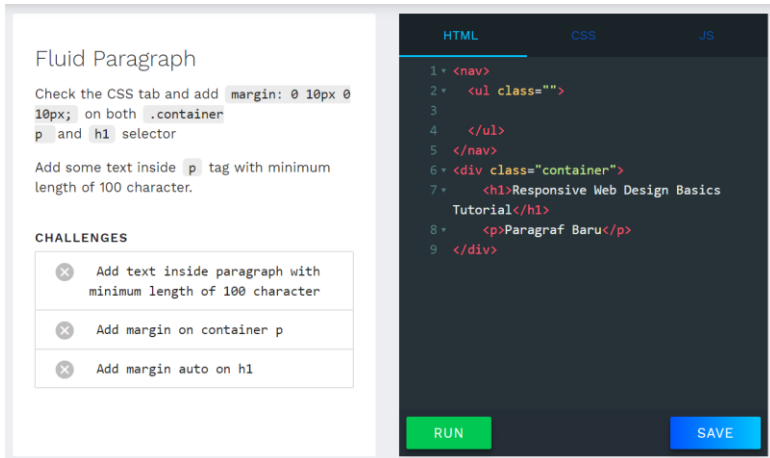 Fluid Paragraph
Check the CSS tab and add margin: 0 10px 0
10px; on both .container
p and h1 selector
Add some text inside p tag with minimum
length of 100 character.
CHALLENGES
Add text inside paragraph with
minimum length of 100 character
Add margin on container p
Add margin auto on h1
HTML CSS JS
1 <nav>
2 <ul class="">
3
4 </ul>
5 </nav>
6 <div class="container">
7 <h1>Responsive Web Design Basics
Tutorial</h1>
8 <p>Paragraf Baru</p>
9 </div>
RUN SAVE